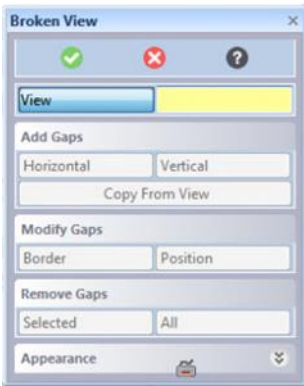 Broken View
View
Add Gaps
Horizontal Vertical
Copy From View
Modify Gaps
Border Position
Remove Gaps
Selected All
Appearance